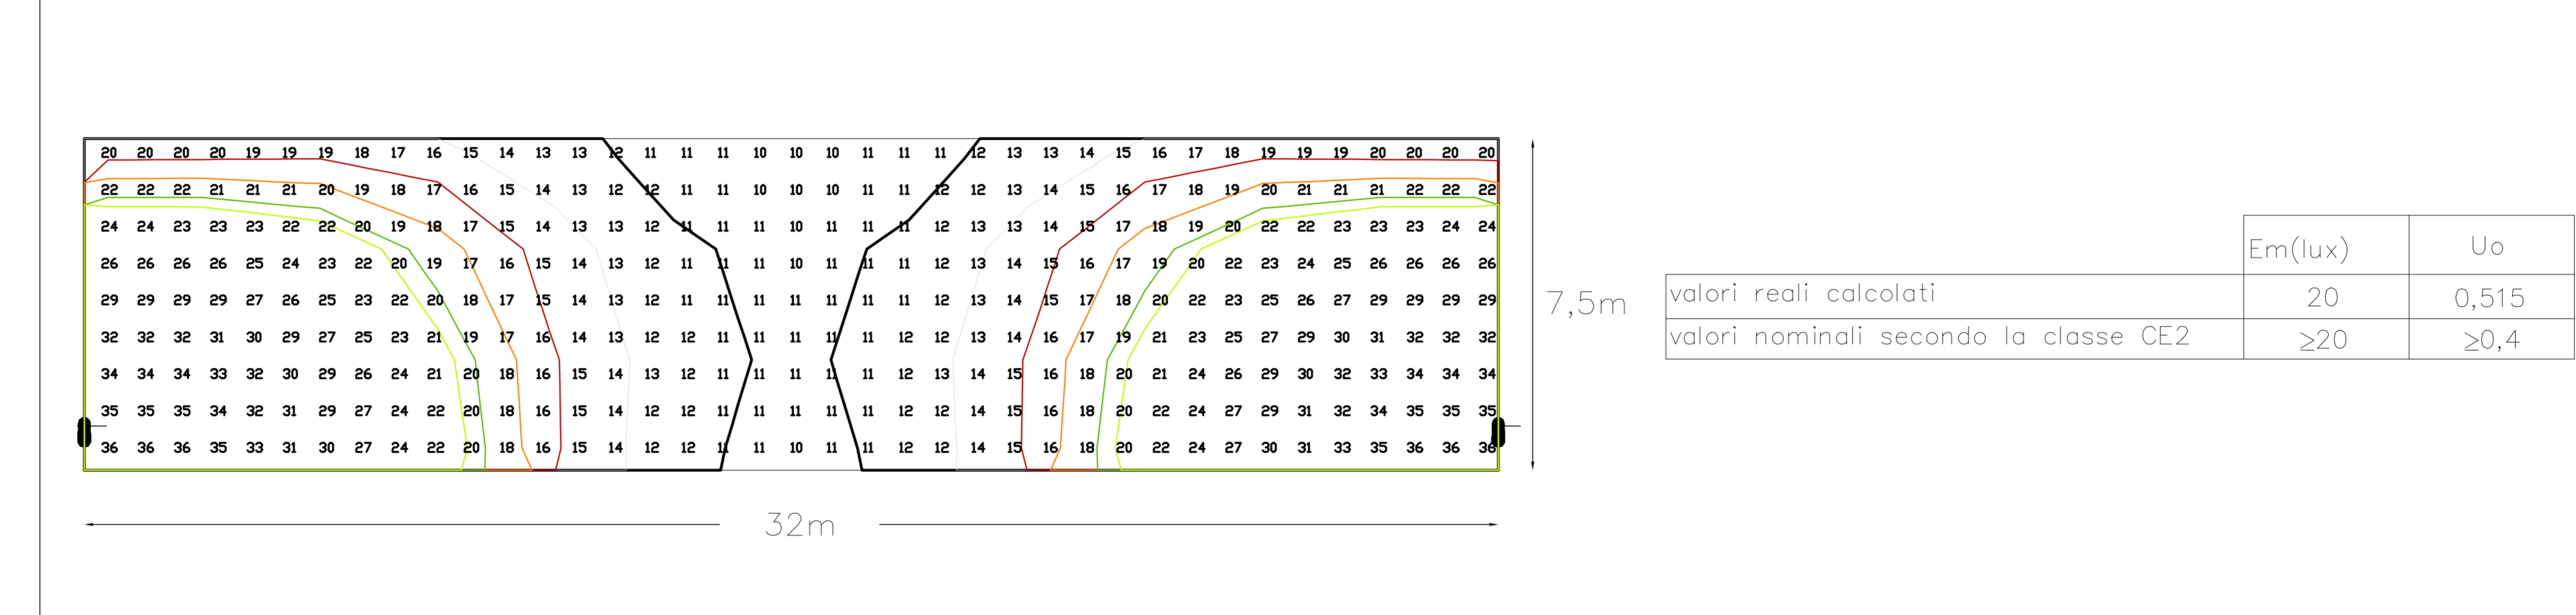 20 20 20 20 19 19 19 18 17 16 15 14 13 13 12 11 11 11 10 10 10 11 11 11 12 13 13 14 15 16 17 18 19 19 19 20 20 20 20
22 22 22 21 21 21 20 19 18 17 16 15 14 13 12 12 11 11 10 10 10 11 11 12 12 13 14 15 16 17 18 19 20 21 21 21 22 22 22
24 24 23 23 23 22 22 20 19 18 17 15 14 13 13 12 11 11 11 10 11 11 11 12 13 13 14 15 17 18 19 20 22 22 23 23 23 24 24
26 26 26 26 25 24 23 22 20 19 17 16 15 14 13 12 11 11 11 10 11 11 11 12 13 14 15 16 17 19 20 22 23 24 25 26 26 26 26
29 29 29 29 27 26 25 23 22 20 18 17 15 14 13 12 11 11 11 11 11 11 11 12 13 14 15 17 18 20 22 23 25 26 27 29 29 29 29
7,5m
32 32 32 31 30 29 27 25 23 21 19 17 16 14 13 12 12 11 11 11 11 11 12 12 13 14 16 17 19 21 23 25 27 29 30 31 32 32 32
34 34 34 33 32 30 29 26 24 21 20 18 16 15 14 13 12 11 11 11 11 11 12 13 14 15 16 18 20 21 24 26 29 30 32 33 34 34 34
35 35 35 34 32 31 29 27 24 22 20 18 16 15 14 12 12 11 11 11 11 11 12 12 14 15 16 18 20 22 24 27 29 31 32 34 35 35 35
36 36 36 35 33 31 30 27 24 22 20 18 16 15 14 12 12 11 11 10 11 11 12 12 14 15 16 18 20 22 24 27 30 31 33 35 36 36 36
32m
Em(lux) Uo
valori reali calcolati 20 0,515
valori nominali secondo la classe CE2 ≥20 ≥0,4